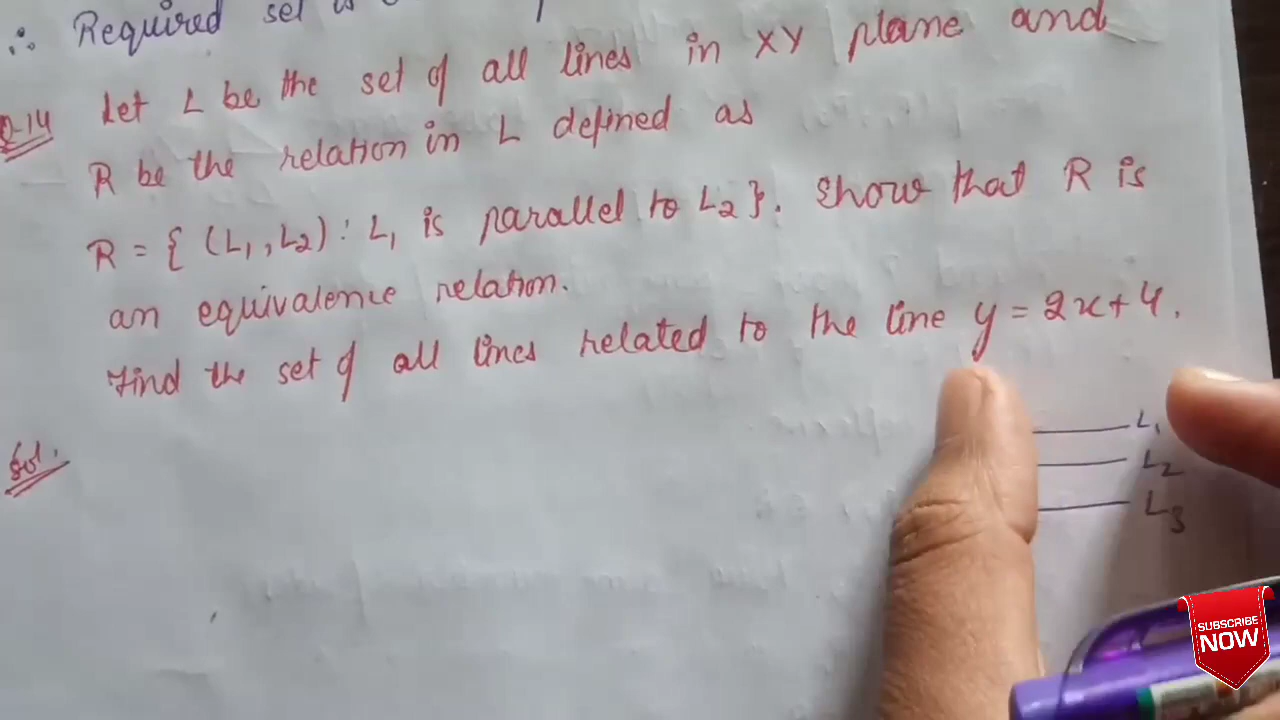 ∴ Required set is
Q-14 Let L be the set of all lines in XY plane and
R be the relation in L defined as
R = { (L₁, L₂) : L₁ is parallel to L₂ }. Show that R is
an equivalence relation.
Find the set of all lines related to the line y = 2x + 4.
Sol.
L₁
L₂
L₃
SUBSCRIBE
NOW